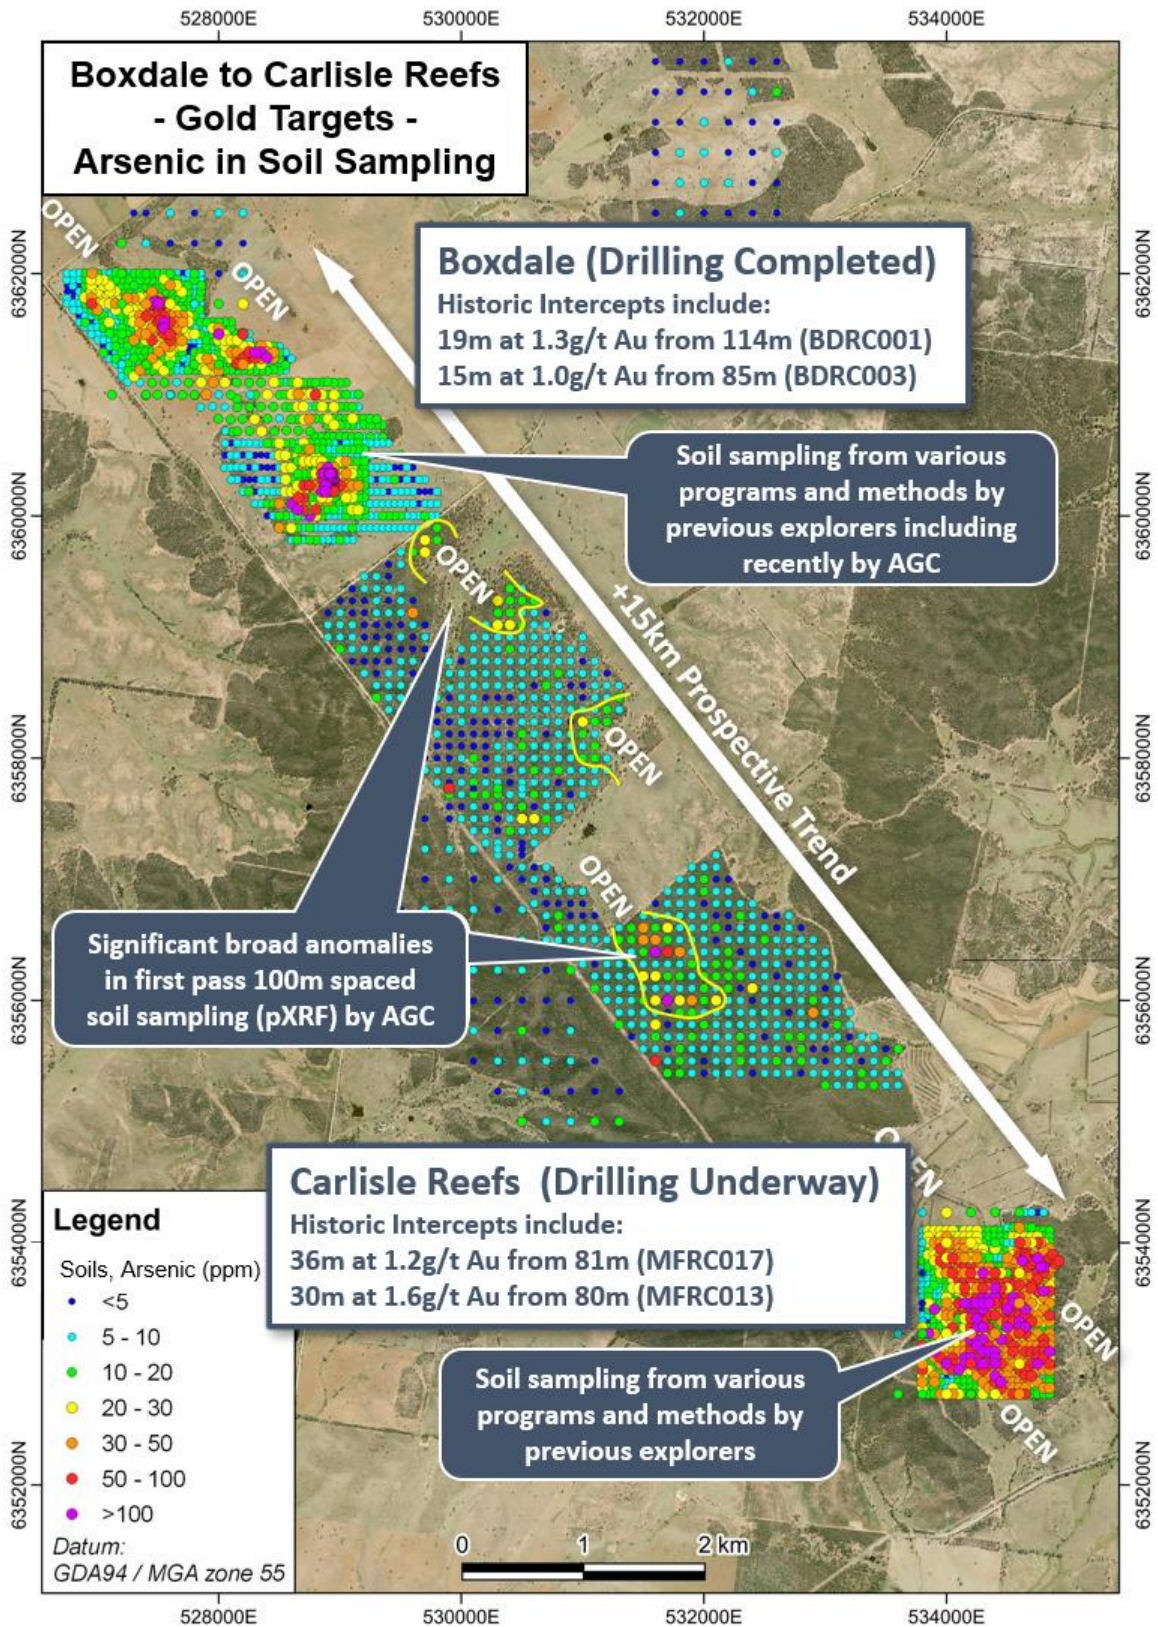 528000E
530000E
532000E
534000E
Boxdale to Carlisle Reefs
- Gold Targets -
Arsenic in Soil Sampling
OPEN
OPEN
6362000N
6362000N
Boxdale (Drilling Completed)
Historic Intercepts include:
19m at 1.3g/t Au from 114m (BDRC001)
15m at 1.0g/t Au from 85m (BDRC003)
Soil sampling from various
programs and methods by
previous explorers including
recently by AGC
6360000N
6360000N
OPEN
+15km Prospective Trend
OPEN
6358000N
6358000N
OPEN
Significant broad anomalies
in first pass 100m spaced
soil sampling (pXRF) by AGC
6356000N
6356000N
OPEN
Carlisle Reefs (Drilling Underway)
Historic Intercepts include:
36m at 1.2g/t Au from 81m (MFRC017)
30m at 1.6g/t Au from 80m (MFRC013)
6354000N
6354000N
OPEN
Soil sampling from various
programs and methods by
previous explorers
OPEN
Legend
Soils, Arsenic (ppm)
<5
5 - 10
10 - 20
20 - 30
30 - 50
50 - 100
>100
Datum:
GDA94 / MGA zone 55
6352000N
6352000N
0 1 2 km
528000E
530000E
532000E
534000E